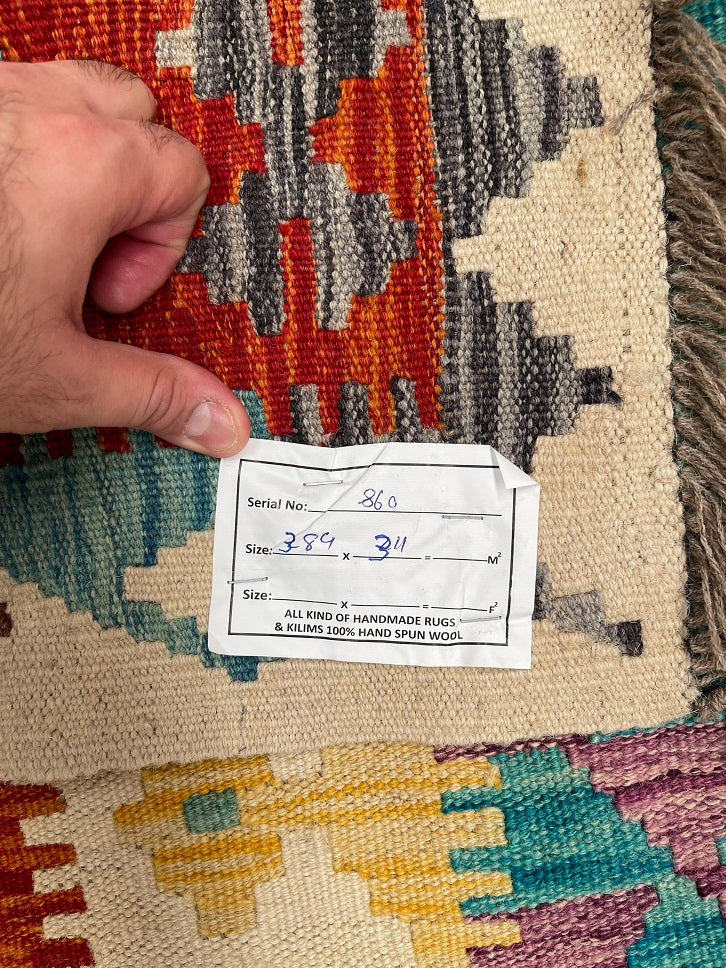 Serial No: 860
Size: 384 x 311 = M²
Size: x = F²
ALL KIND OF HANDMADE RUGS
& KILIMS 100% HAND SPUN WOOL